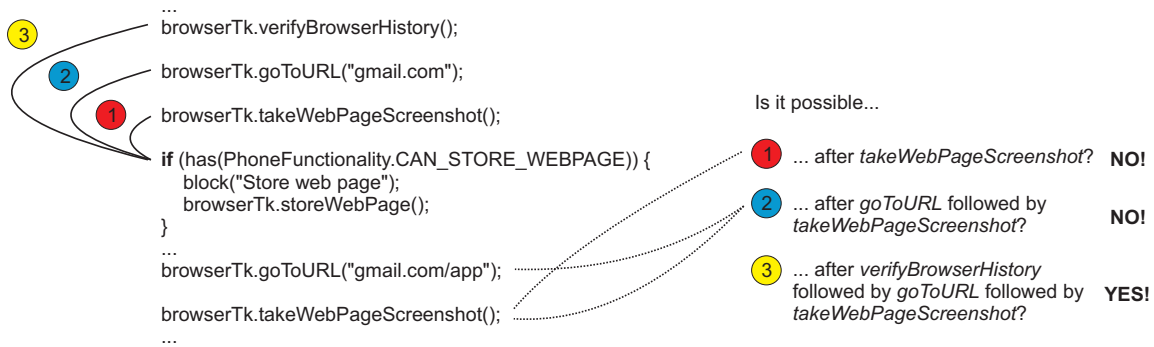 ...
3
browserTk.verifyBrowserHistory();
2
browserTk.goToURL("gmail.com");
1
browserTk.takeWebPageScreenshot();
if (has(PhoneFunctionality.CAN_STORE_WEBPAGE)) {
block("Store web page");
browserTk.storeWebPage();
}
...
browserTk.goToURL("gmail.com/app");
browserTk.takeWebPageScreenshot();
...
Is it possible...
1 ... after takeWebPageScreenshot? NO!
2 ... after goToURL followed by
takeWebPageScreenshot? NO!
3 ... after verifyBrowserHistory
followed by goToURL followed by YES!
takeWebPageScreenshot?